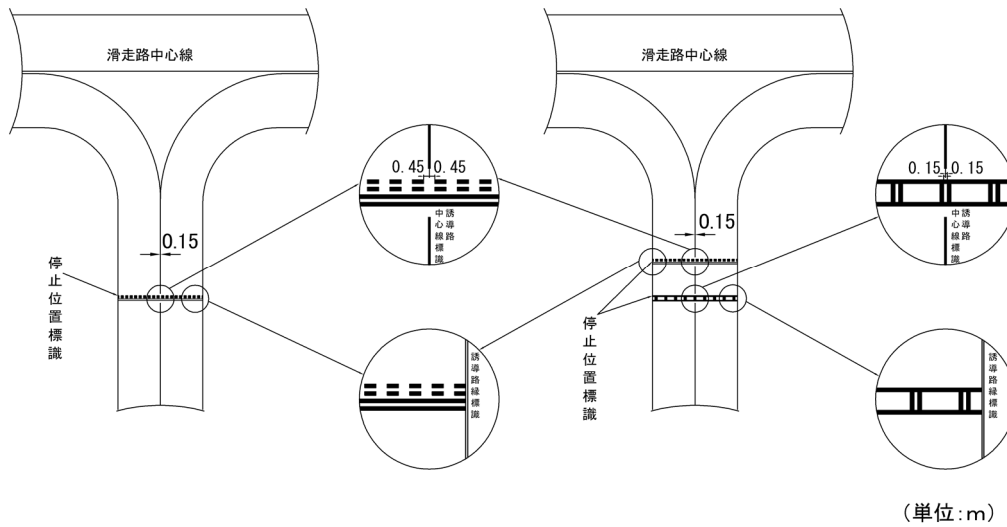 滑走路中心線
滑走路中心線
0.45
0.45
誘導路
中心線標識
0.15
停止位置標識
誘導路縁標識
0.15
0.15
誘導路
中心線標識
0.15
停止位置標識
誘導路縁標識
(単位:m)